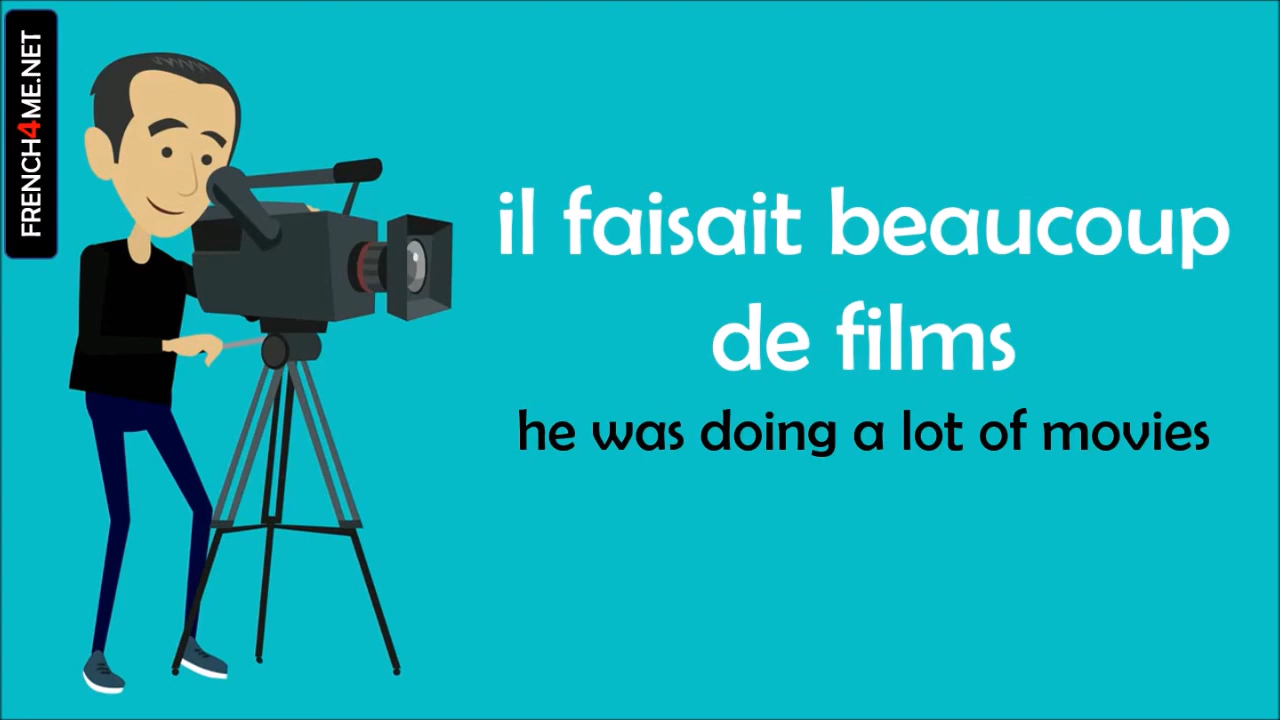 FRENCH4ME.NET
il faisait beaucoup
de films
he was doing a lot of movies